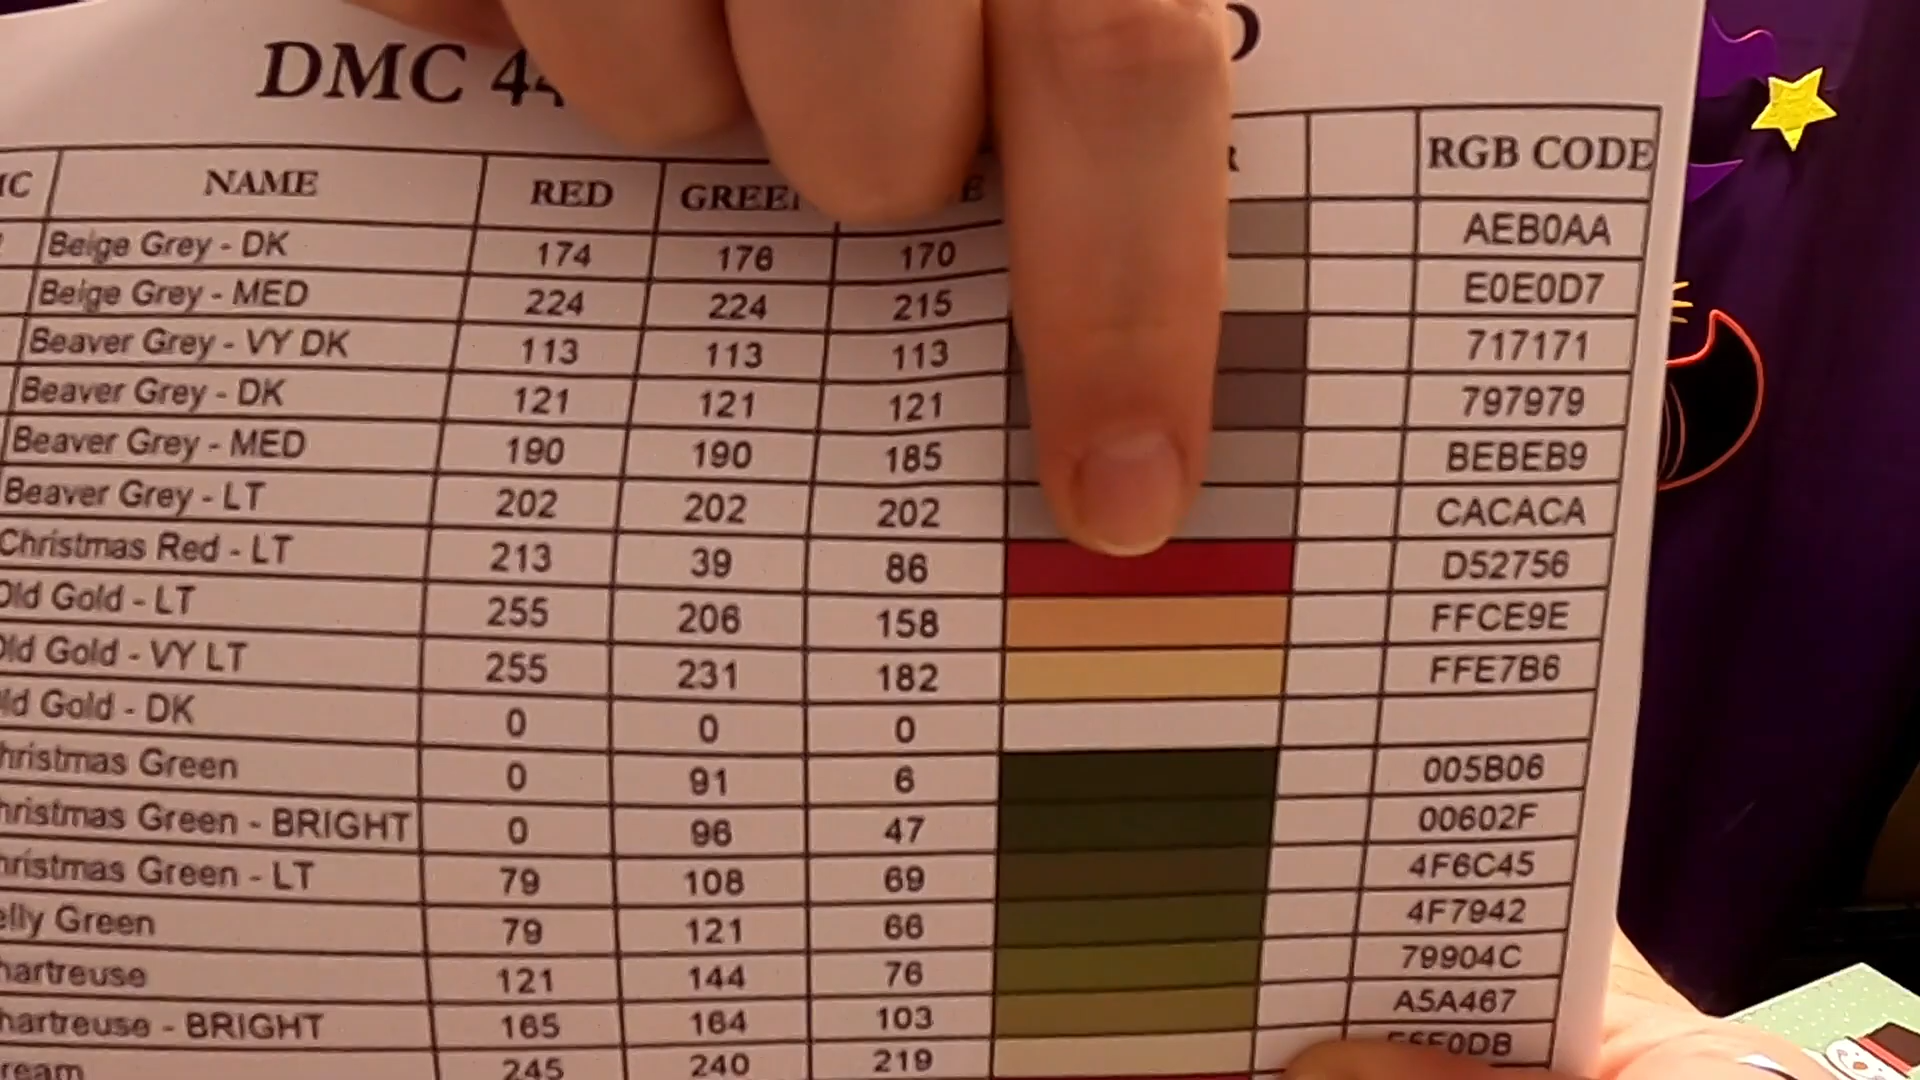 DMC 44
NAME RED GREE E R RGB CODE
Beige Grey - DK 174 176 170 AEB0AA
Beige Grey - MED 224 224 215 E0E0D7
Beaver Grey - VY DK 113 113 113 717171
Beaver Grey - DK 121 121 121 797979
Beaver Grey - MED 190 190 185 BEBEB9
Beaver Grey - LT 202 202 202 CACACA
Christmas Red - LT 213 39 86 D52756
Old Gold - LT 255 206 158 FFCE9E
Old Gold - VY LT 255 231 182 FFE7B6
ld Gold - DK 0 0 0
hristmas Green 0 91 6 005B06
hristmas Green - BRIGHT 0 96 47 00602F
hristmas Green - LT 79 108 69 4F6C45
elly Green 79 121 66 4F7942
hartreuse 121 144 76 79904C
hartreuse - BRIGHT 165 164 103 A5A467
ream 245 240 219 F5F0DB